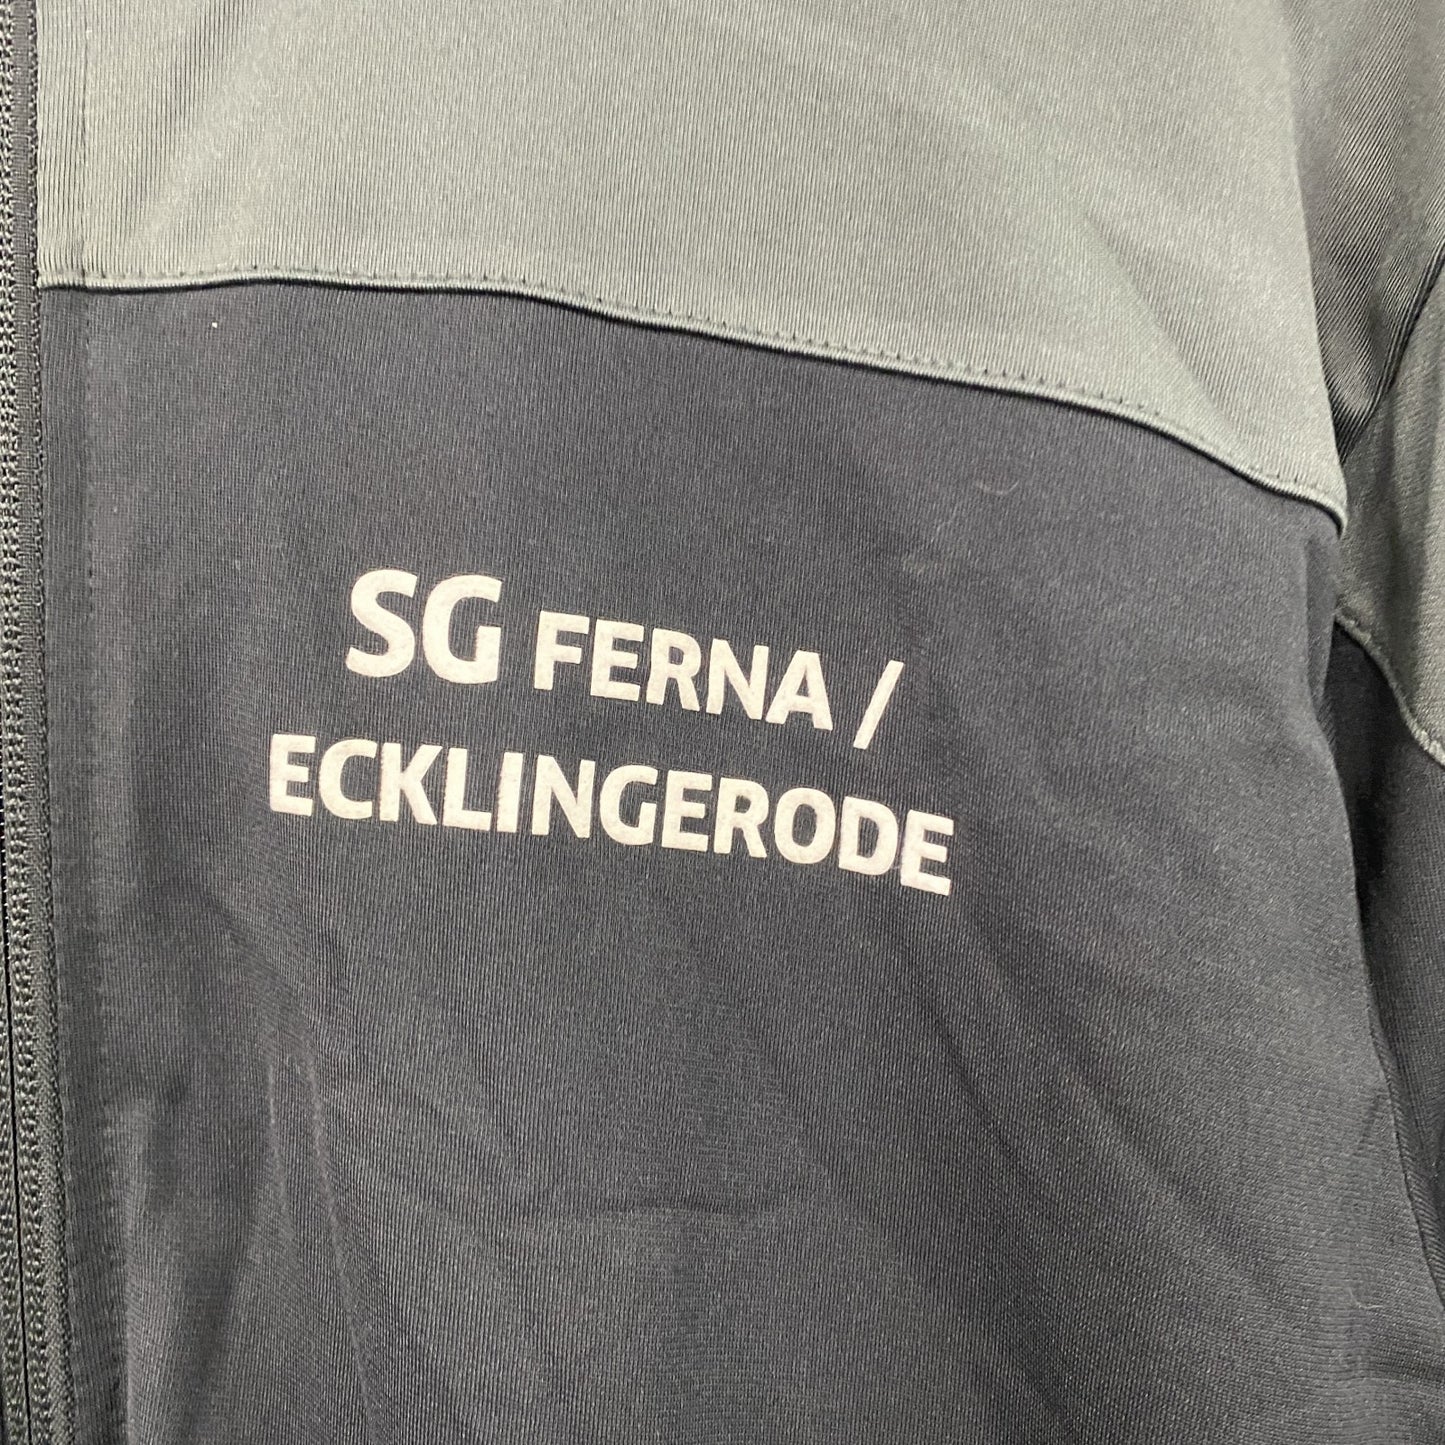 SG FERNA /
ECKLINGERODE